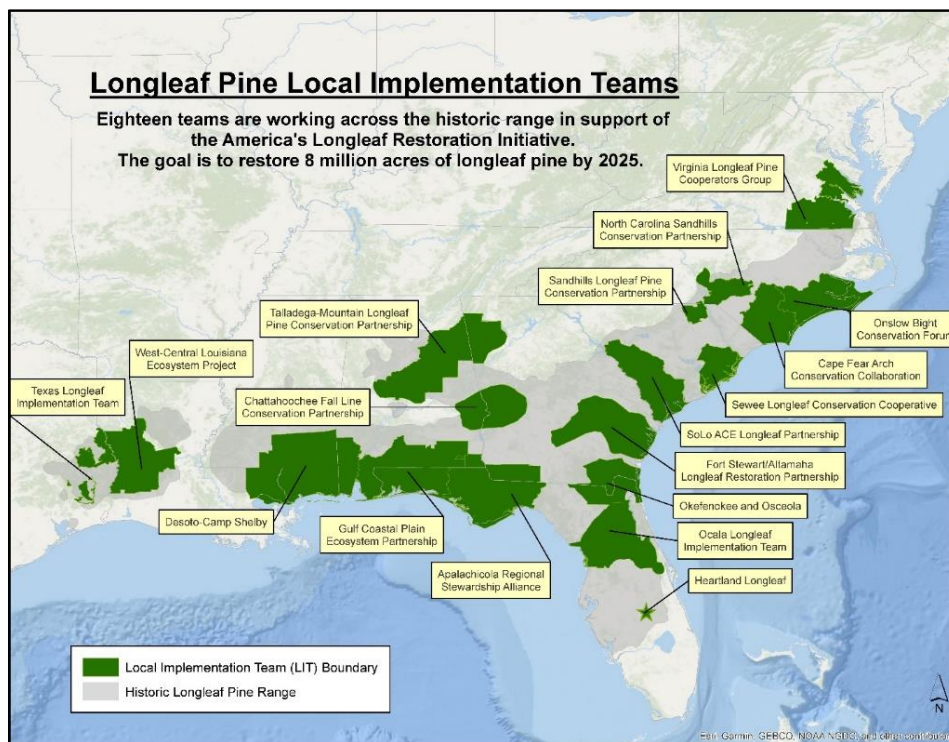 Longleaf Pine Local Implementation Teams
Eighteen teams are working across the historic range in support of
the America's Longleaf Restoration Initiative.
The goal is to restore 8 million acres of longleaf pine by 2025.
Virginia Longleaf Pine
Cooperators Group
North Carolina Sandhills
Conservation Partnership
Sandhills Longleaf Pine
Conservation Partnership
Talladega-Mountain Longleaf
Pine Conservation Partnership
Onslow Bight
Conservation Forum
West-Central Louisiana
Ecosystem Project
Cape Fear Arch
Conservation Collaboration
Texas Longleaf
Implementation Team
Chattahoochee Fall Line
Conservation Partnership
Sewee Longleaf Conservation Cooperative
SoLo ACE Longleaf Partnership
Fort Stewart/Altamaha
Longleaf Restoration Partnership
Okefenokee and Osceola
Desoto-Camp Shelby
Gulf Coastal Plain
Ecosystem Partnership
Ocala Longleaf
Implementation Team
Apalachicola Regional
Stewardship Alliance
Heartland Longleaf
Local Implementation Team (LIT) Boundary
Historic Longleaf Pine Range
N
Esri, Garmin, GEBCO, NOAA NGDC, and other contributors